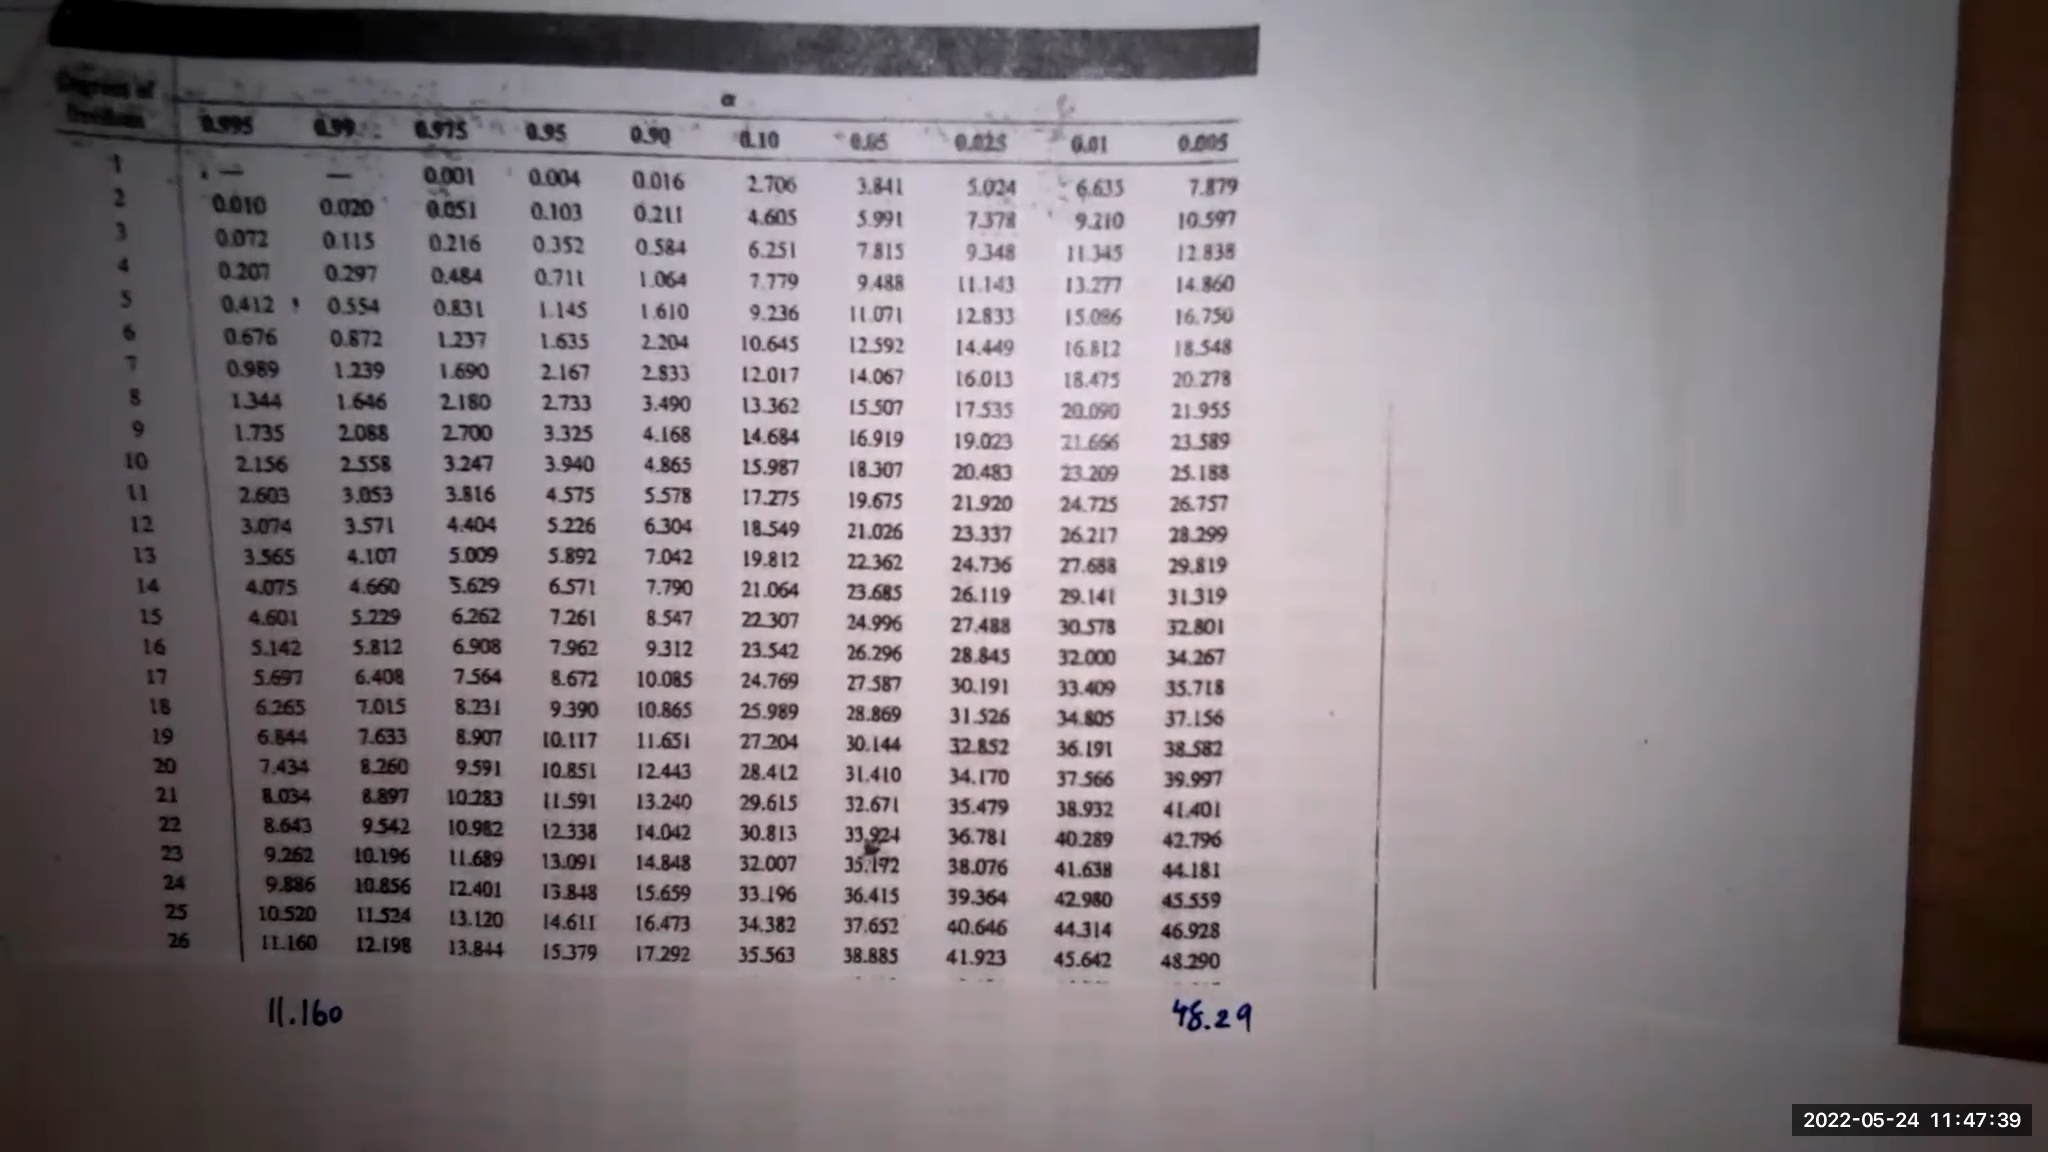 Degrees of
freedom
α
0.995 0.99 0.975 0.95 0.90 0.10 0.05 0.025 0.01 0.005
1 — — 0.001 0.004 0.016 2.706 3.841 5.024 6.635 7.879
2 0.010 0.020 0.051 0.103 0.211 4.605 5.991 7.378 9.210 10.597
3 0.072 0.115 0.216 0.352 0.584 6.251 7.815 9.348 11.345 12.838
4 0.207 0.297 0.484 0.711 1.064 7.779 9.488 11.143 13.277 14.860
5 0.412 0.554 0.831 1.145 1.610 9.236 11.071 12.833 15.086 16.750
6 0.676 0.872 1.237 1.635 2.204 10.645 12.592 14.449 16.812 18.548
7 0.989 1.239 1.690 2.167 2.833 12.017 14.067 16.013 18.475 20.278
8 1.344 1.646 2.180 2.733 3.490 13.362 15.507 17.535 20.090 21.955
9 1.735 2.088 2.700 3.325 4.168 14.684 16.919 19.023 21.666 23.589
10 2.156 2.558 3.247 3.940 4.865 15.987 18.307 20.483 23.209 25.188
11 2.603 3.053 3.816 4.575 5.578 17.275 19.675 21.920 24.725 26.757
12 3.074 3.571 4.404 5.226 6.304 18.549 21.026 23.337 26.217 28.299
13 3.565 4.107 5.009 5.892 7.042 19.812 22.362 24.736 27.688 29.819
14 4.075 4.660 5.629 6.571 7.790 21.064 23.685 26.119 29.141 31.319
15 4.601 5.229 6.262 7.261 8.547 22.307 24.996 27.488 30.578 32.801
16 5.142 5.812 6.908 7.962 9.312 23.542 26.296 28.845 32.000 34.267
17 5.697 6.408 7.564 8.672 10.085 24.769 27.587 30.191 33.409 35.718
18 6.265 7.015 8.231 9.390 10.865 25.989 28.869 31.526 34.805 37.156
19 6.844 7.633 8.907 10.117 11.651 27.204 30.144 32.852 36.191 38.582
20 7.434 8.260 9.591 10.851 12.443 28.412 31.410 34.170 37.566 39.997
21 8.034 8.897 10.283 11.591 13.240 29.615 32.671 35.479 38.932 41.401
22 8.643 9.542 10.982 12.338 14.042 30.813 33.924 36.781 40.289 42.796
23 9.262 10.196 11.689 13.091 14.848 32.007 35.172 38.076 41.638 44.181
24 9.886 10.856 12.401 13.848 15.659 33.196 36.415 39.364 42.980 45.559
25 10.520 11.524 13.120 14.611 16.473 34.382 37.652 40.646 44.314 46.928
26 11.160 12.198 13.844 15.379 17.292 35.563 38.885 41.923 45.642 48.290
11.160 48.29
2022-05-24 11:47:39